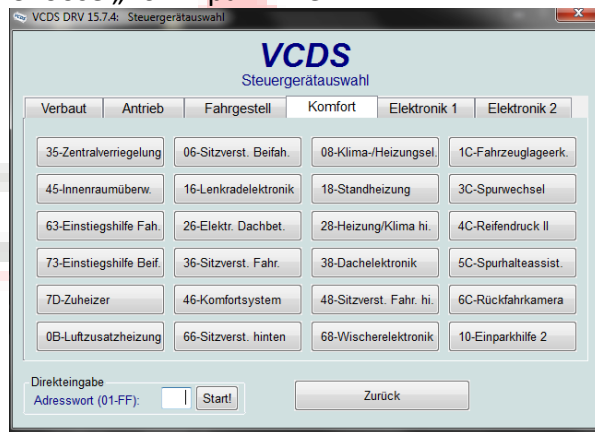 VCDS DRV 15.7.4: Steuergerätauswahl
VCDS
Steuergerätauswahl
Verbaut Antrieb Fahrgestell Komfort Elektronik 1 Elektronik 2
35-Zentralverriegelung 06-Sitzverst. Beifah. 08-Klima-/Heizungsel. 1C-Fahrzeuglageerk.
45-Innenraumüberw. 16-Lenkradelektronik 18-Standheizung 3C-Spurwechsel
63-Einstiegshilfe Fah. 26-Elektr. Dachbet. 28-Heizung/Klima hi. 4C-Reifendruck II
73-Einstiegshilfe Beif. 36-Sitzverst. Fahr. 38-Dachelektronik 5C-Spurhalteassist.
7D-Zuheizer 46-Komfortsystem 48-Sitzverst. Fahr. hi. 6C-Rückfahrkamera
0B-Luftzusatzheizung 66-Sitzverst. hinten 68-Wischerelektronik 10-Einparkhilfe 2
Direkteingabe
Adresswort (01-FF): Start! Zurück